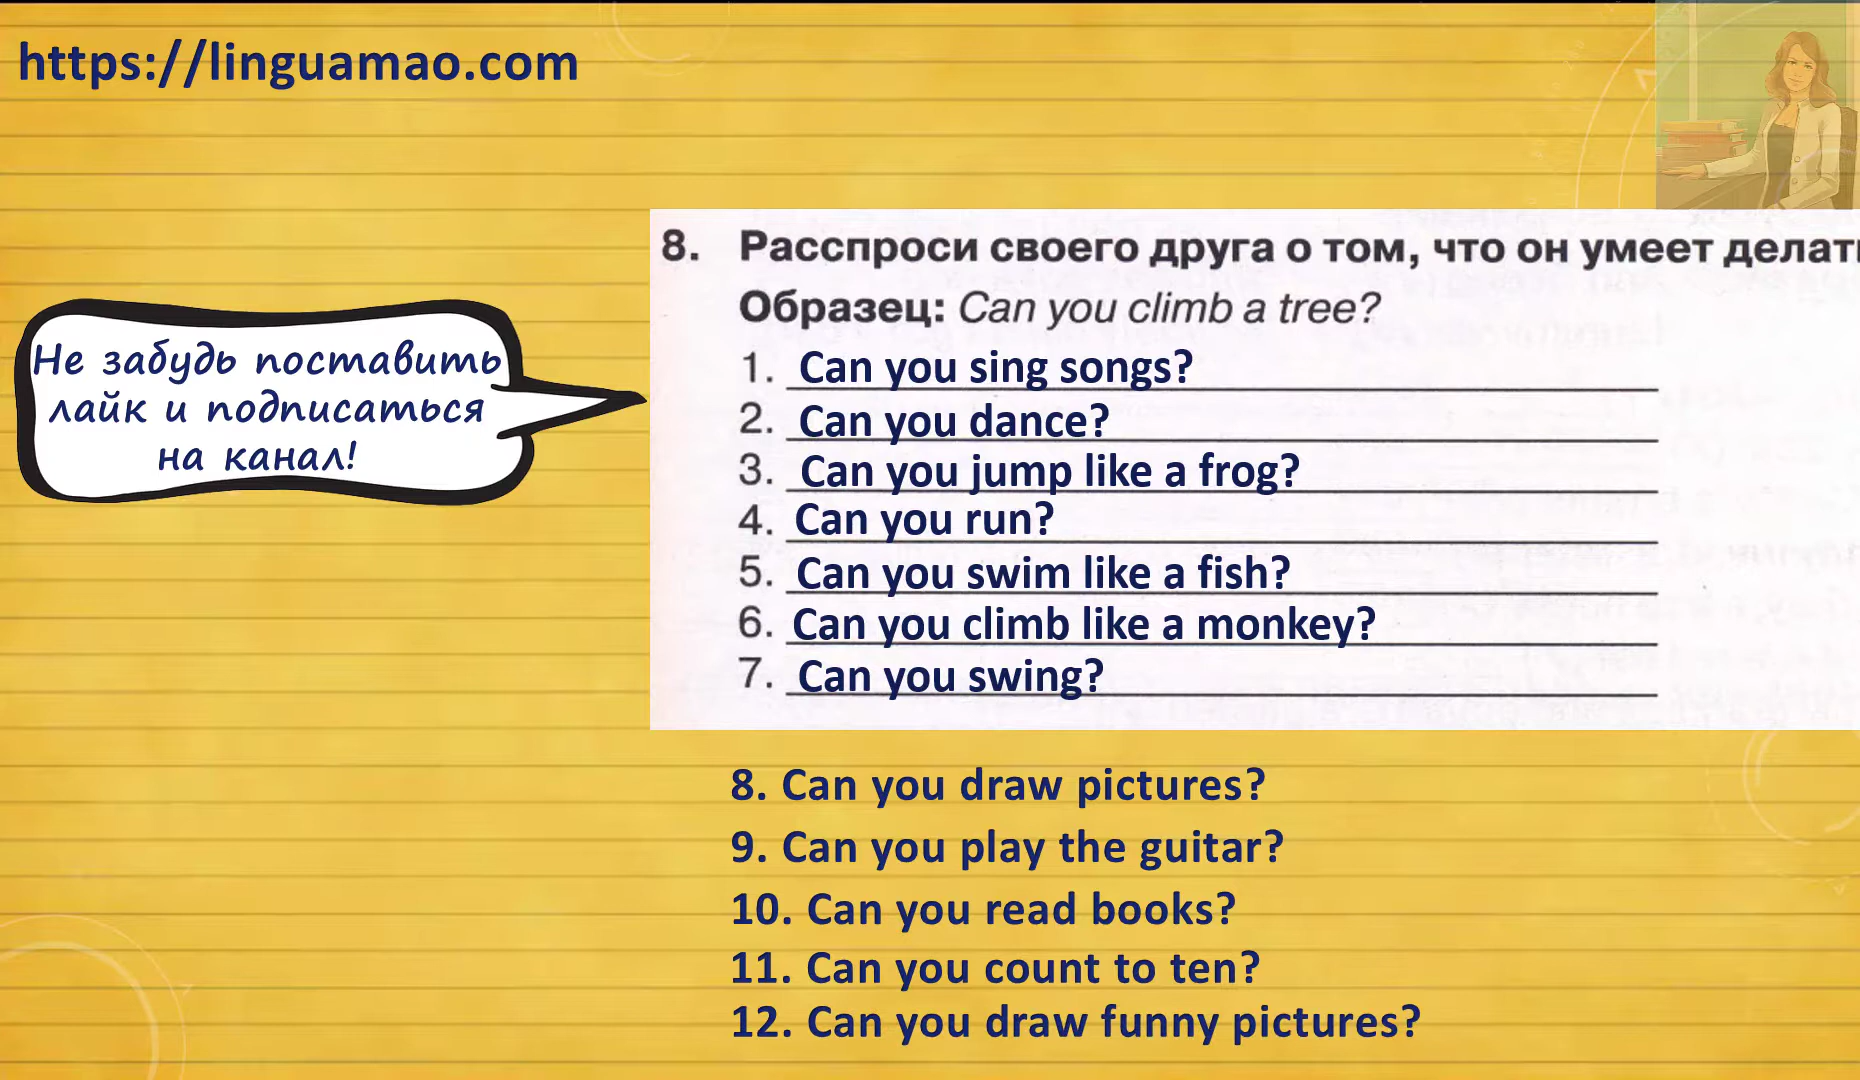 https://linguamao.com
Не забудь поставить
лайк и подписаться
на канал!
8. Расспроси своего друга о том, что он умеет делать
Образец: Can you climb a tree?
1. Can you sing songs?
2. Can you dance?
3. Can you jump like a frog?
4. Can you run?
5. Can you swim like a fish?
6. Can you climb like a monkey?
7. Can you swing?
8. Can you draw pictures?
9. Can you play the guitar?
10. Can you read books?
11. Can you count to ten?
12. Can you draw funny pictures?